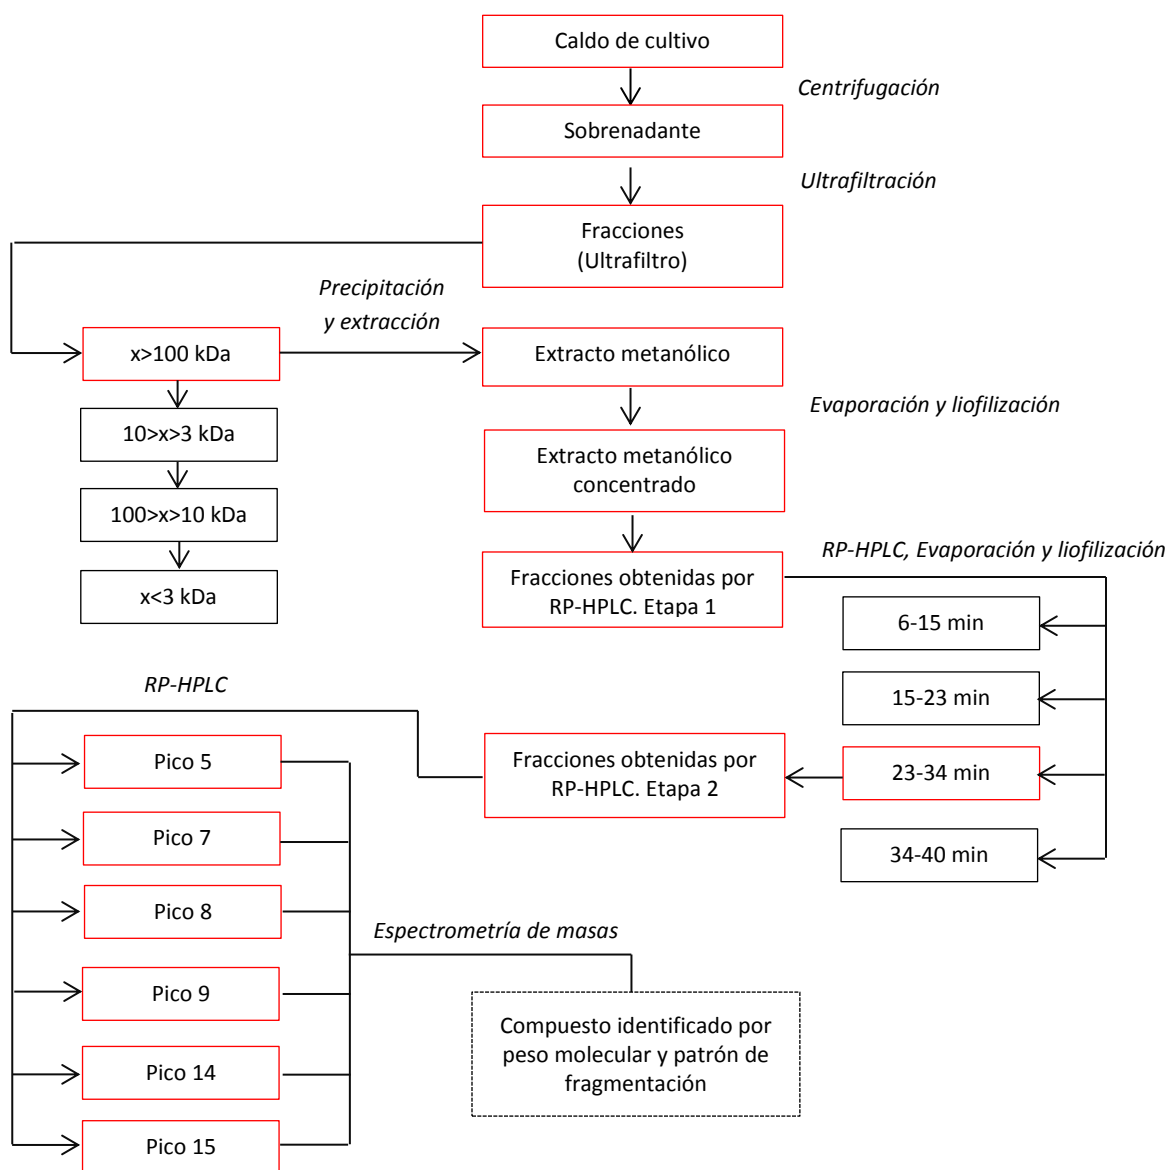 Caldo de cultivo
Centrifugación
Sobrenadante
Ultrafiltración
Fracciones
(Ultrafiltro)
Precipitación
y extracción
x>100 kDa
Extracto metanólico
10>x>3 kDa
Evaporación y liofilización
Extracto metanólico
concentrado
100>x>10 kDa
x<3 kDa
Fracciones obtenidas por
RP-HPLC. Etapa 1
RP-HPLC, Evaporación y liofilización
6-15 min
15-23 min
23-34 min
34-40 min
Fracciones obtenidas por
RP-HPLC. Etapa 2
RP-HPLC
Pico 5
Pico 7
Pico 8
Pico 9
Pico 14
Pico 15
Espectrometría de masas
Compuesto identificado por
peso molecular y patrón de
fragmentación